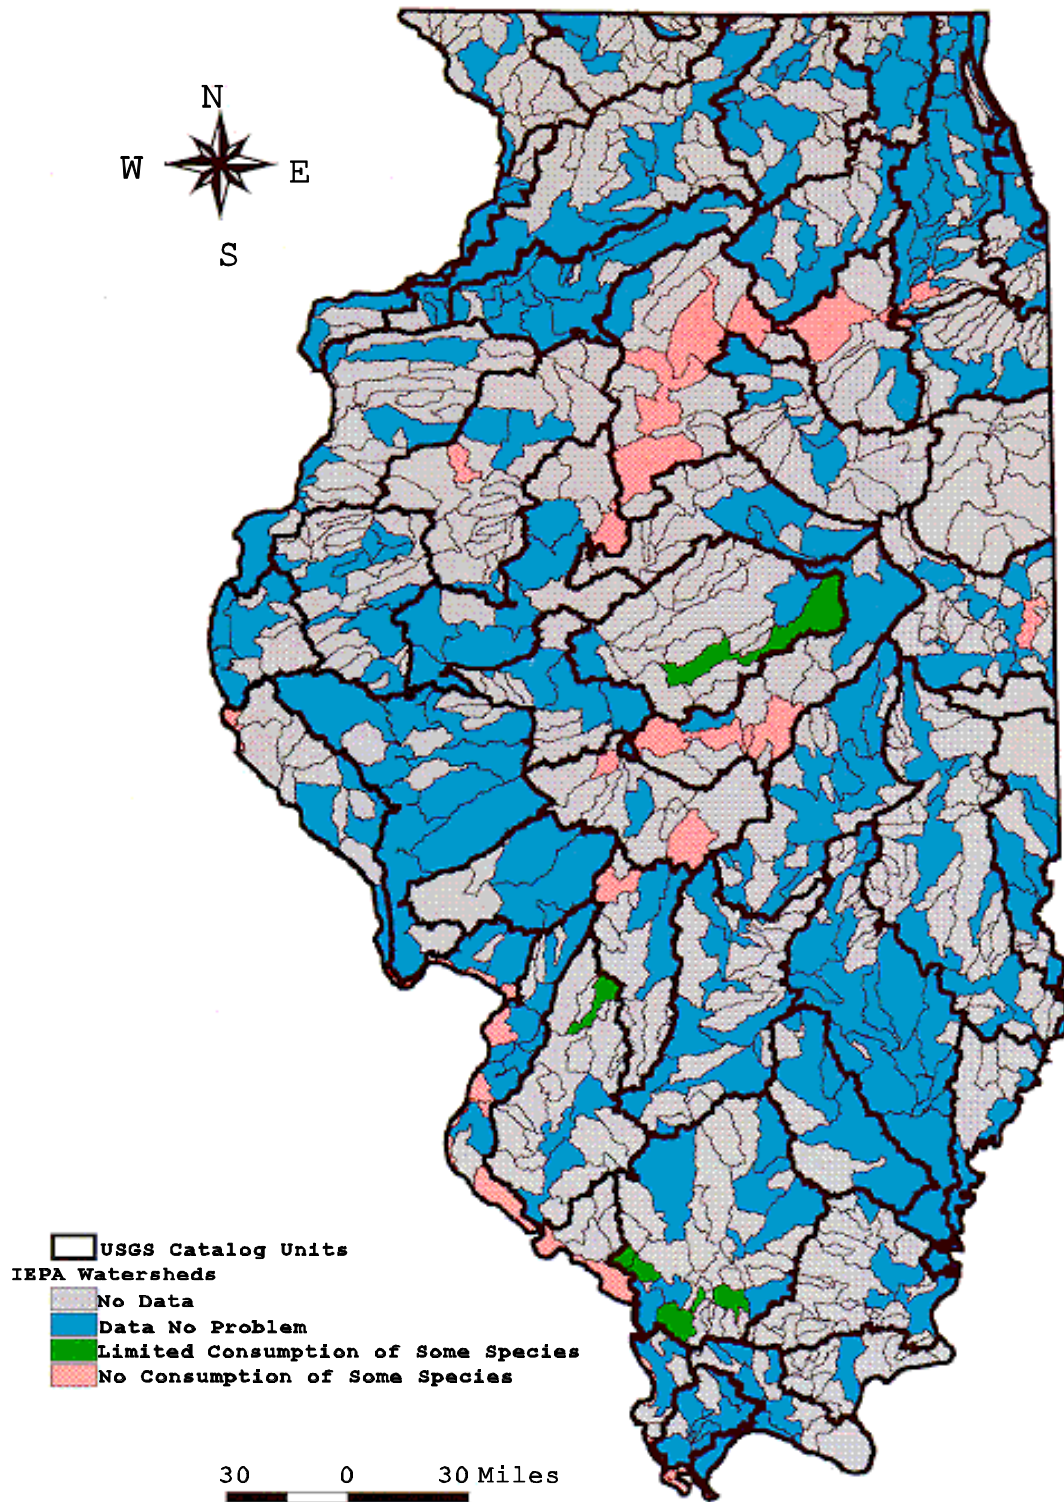 N
W E
S
USGS Catalog Units
IEPA Watersheds
No Data
Data No Problem
Limited Consumption of Some Species
No Consumption of Some Species
30 0 30 Miles